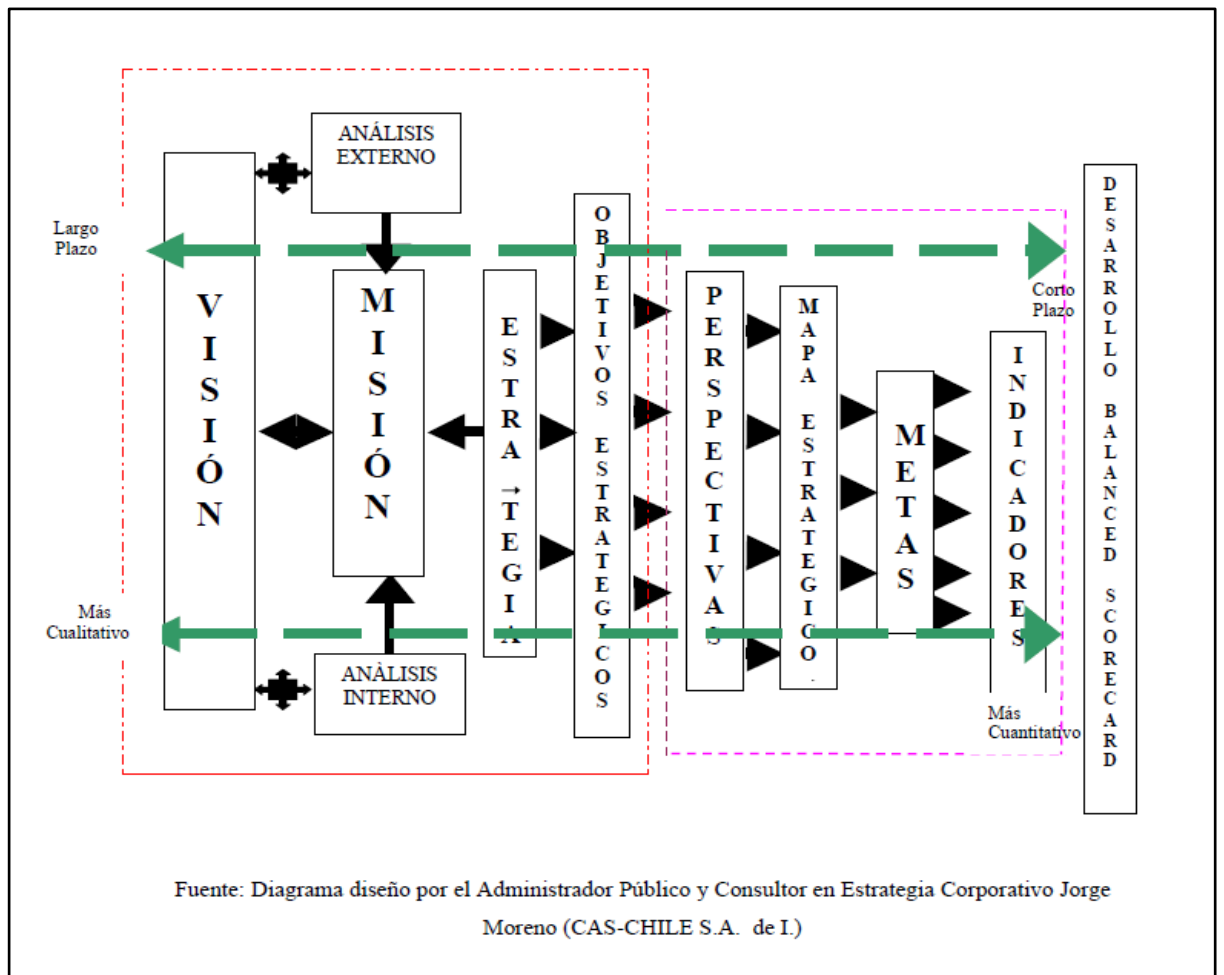 ANÁLISIS
EXTERNO
Largo
Plazo
VISIÓN
MISIÓN
ESTRA→TEGIA
OBJETIVOS ESTRATEGICOS
PERSPECTIVAS
MAPA ESTRATEGICO.
METAS
INDICADORES
Corto
Plazo
DESARROLLO BALANCED SCORECARD
Más
Cualitativo
ANÀLISIS
INTERNO
Más
Cuantitativo
Fuente: Diagrama diseño por el Administrador Público y Consultor en Estrategia Corporativo Jorge
Moreno (CAS-CHILE S.A. de I.)